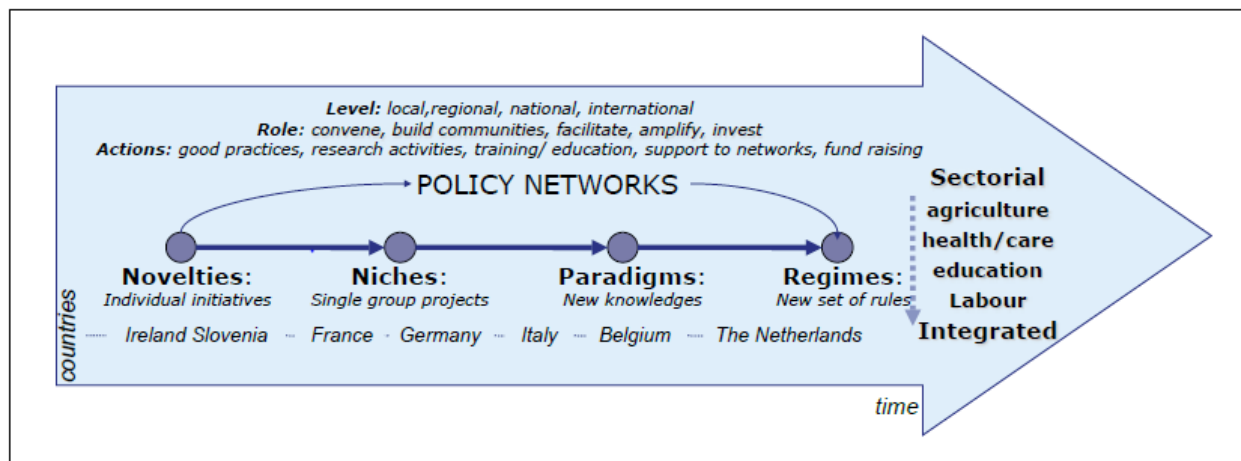 Level: local,regional, national, international
Role: convene, build communities, facilitate, amplify, invest
Actions: good practices, research activities, training/ education, support to networks, fund raising
POLICY NETWORKS
Novelties:
Individual initiatives
Niches:
Single group projects
Paradigms:
New knowledges
Regimes:
New set of rules
Ireland Slovenia
France
Germany
Italy
Belgium
The Netherlands
countries
time
Sectorial
agriculture
health/care
education
Labour
Integrated